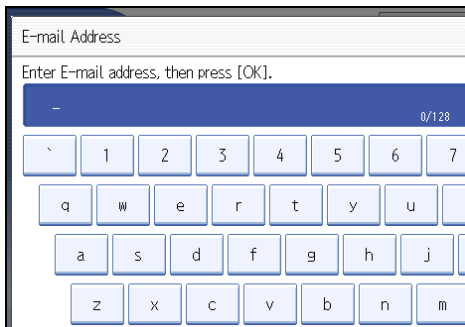 E-mail Address
Enter E-mail address, then press [OK].
_
0/128
` 1 2 3 4 5 6 7
q w e r t y u
a s d f g h j
z x c v b n m